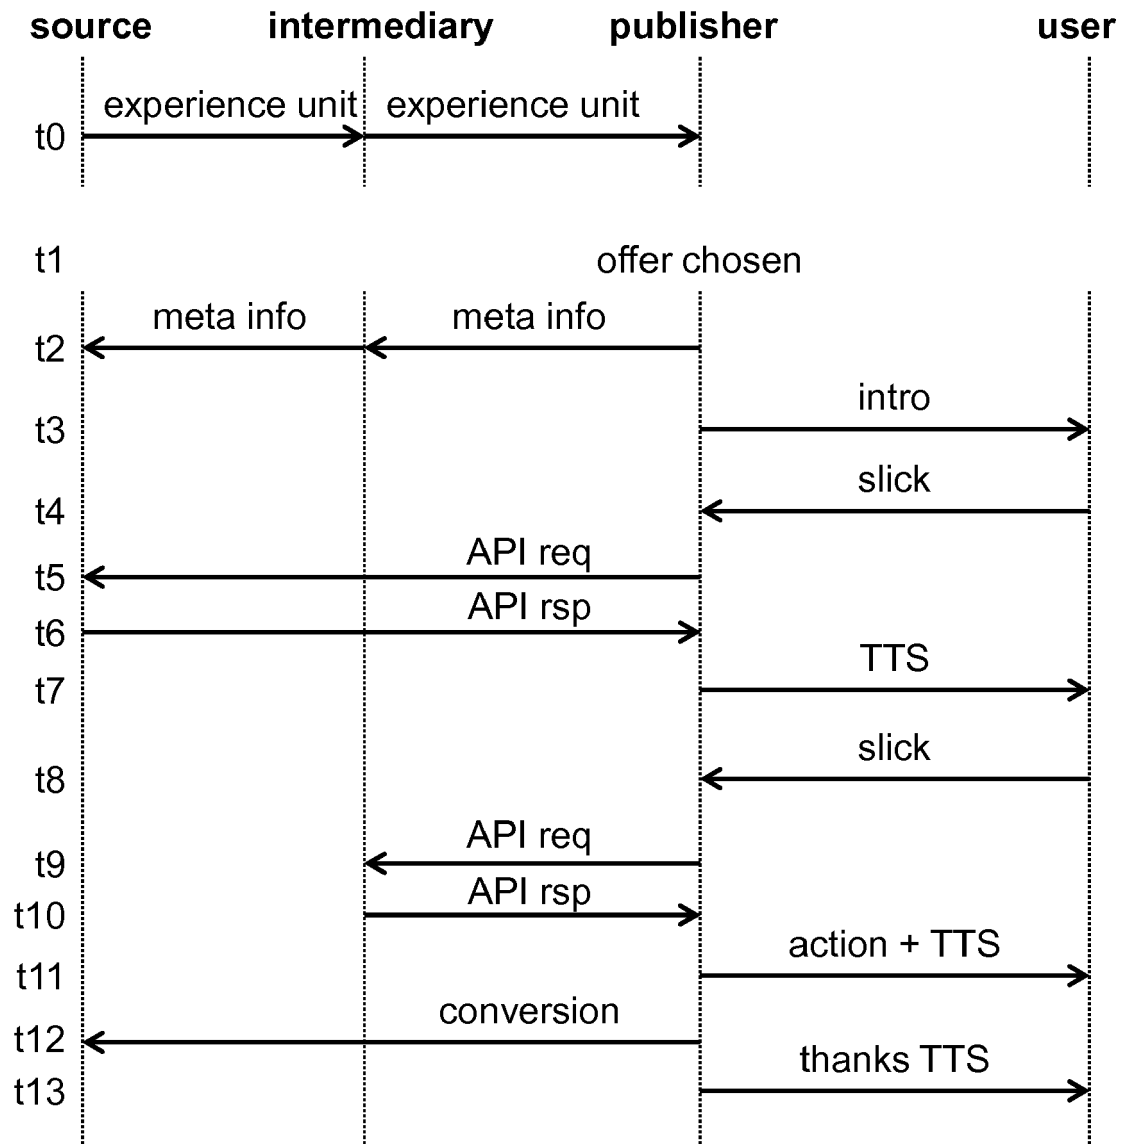 source intermediary publisher user
experience unit experience unit
t0
t1 offer chosen
meta info meta info
t2
intro
t3
slick
t4
API req
t5
API rsp
t6
TTS
t7
slick
t8
API req
t9
API rsp
t10
action + TTS
t11
conversion
t12
thanks TTS
t13